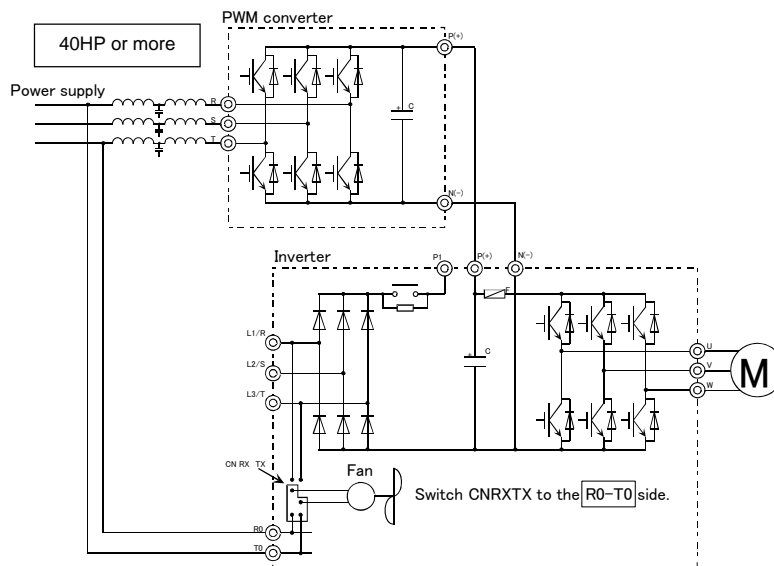 PWM converter
40HP or more
P(+)
Power supply
+
C
R
S
T
N(-)
Inverter
P1
P(+)
N(-)
F
L1/R
L2/S
L3/T
+
C
U
V
W
M
CN RX TX
Fan
Switch CNRXTX to the R0-T0 side.
R0
T0